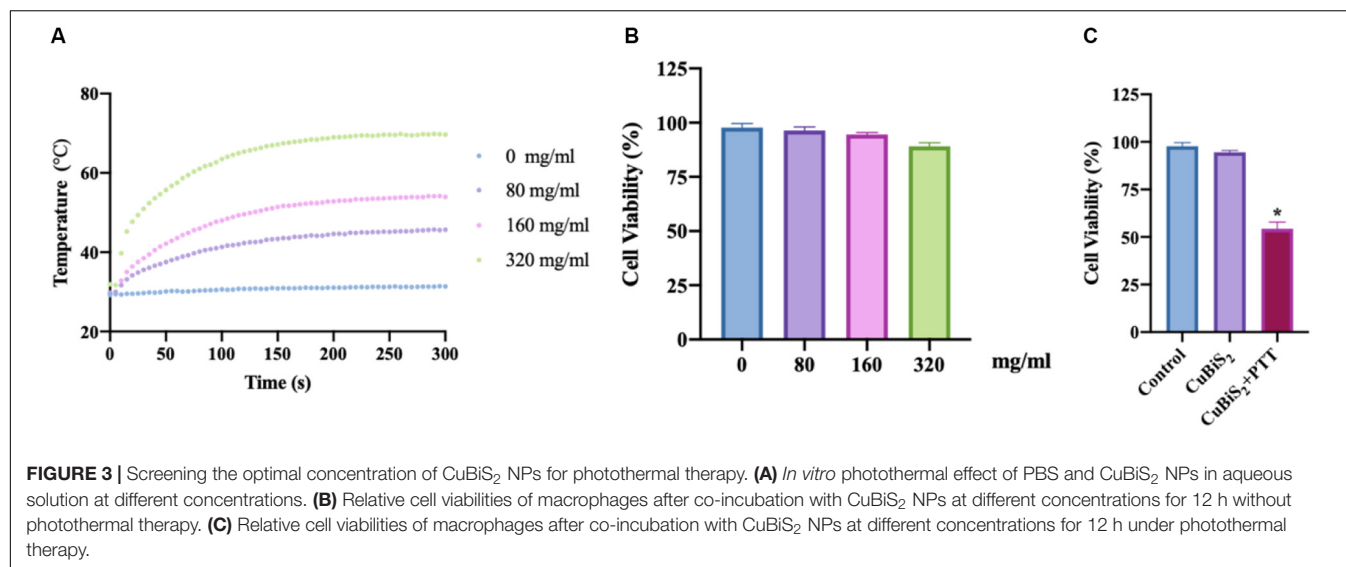 A
Temperature (°C)
80
60
40
20
0 50 100 150 200 250 300
Time (s)
0 mg/ml
80 mg/ml
160 mg/ml
320 mg/ml
B
Cell Viability (%)
125
100
75
50
25
0
0 80 160 320 mg/ml
C
Cell Viability (%)
125
100
75
50
25
0
*
Control
CuBiS₂
CuBiS₂+PTT
FIGURE 3 | Screening the optimal concentration of CuBiS₂ NPs for photothermal therapy. (A) In vitro photothermal effect of PBS and CuBiS₂ NPs in aqueous
solution at different concentrations. (B) Relative cell viabilities of macrophages after co-incubation with CuBiS₂ NPs at different concentrations for 12 h without
photothermal therapy. (C) Relative cell viabilities of macrophages after co-incubation with CuBiS₂ NPs at different concentrations for 12 h under photothermal
therapy.